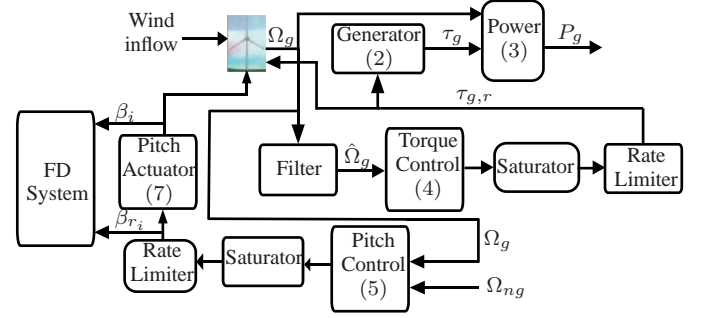 Wind
inflow
Ω_g
Generator
(2)
τ_g
Power
(3)
P_g
τ_{g,r}
β_i
FD
System
Pitch
Actuator
(7)
Filter
Ω̂_g
Torque
Control
(4)
Saturator
Rate
Limiter
β_{r_i}
Rate
Limiter
Saturator
Pitch
Control
(5)
Ω_g
Ω_{ng}